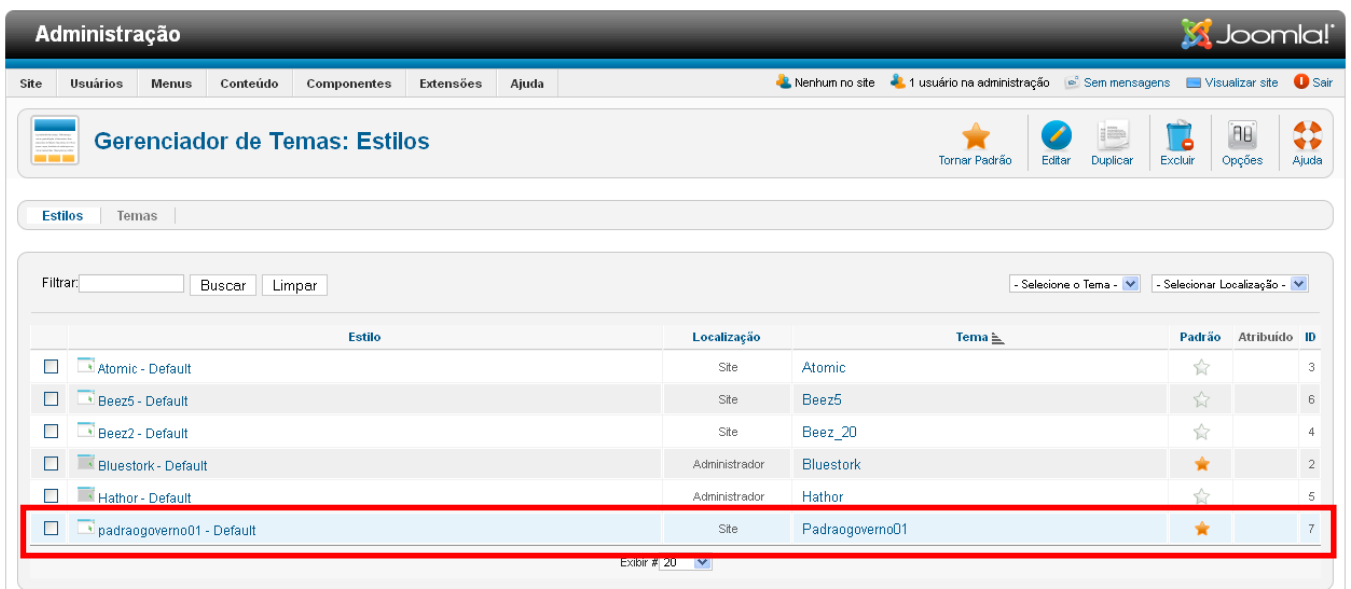 Administração
Joomla!
Site Usuários Menus Conteúdo Componentes Extensões Ajuda Nenhum no site 1 usuário na administração Sem mensagens Visualizar site Sair
Gerenciador de Temas: Estilos
Tornar Padrão Editar Duplicar Excluir Opções Ajuda
Estilos Temas
Filtrar: Buscar Limpar - Selecione o Tema - - Selecionar Localização -
Estilo Localização Tema Padrão Atribuído ID
Atomic - Default Site Atomic 3
Beez5 - Default Site Beez5 6
Beez2 - Default Site Beez_20 4
Bluestork - Default Administrador Bluestork 2
Hathor - Default Administrador Hathor 5
padraogoverno01 - Default Site Padraogoverno01 7
Exibir # 20